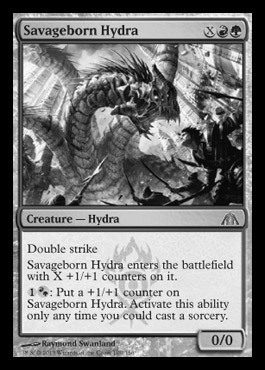 Savageborn Hydra X
Creature — Hydra
Double strike
Savageborn Hydra enters the battlefield
with X +1/+1 counters on it.
1 : Put a +1/+1 counter on
Savageborn Hydra. Activate this ability
only any time you could cast a sorcery.
Raymond Swanland
0/0